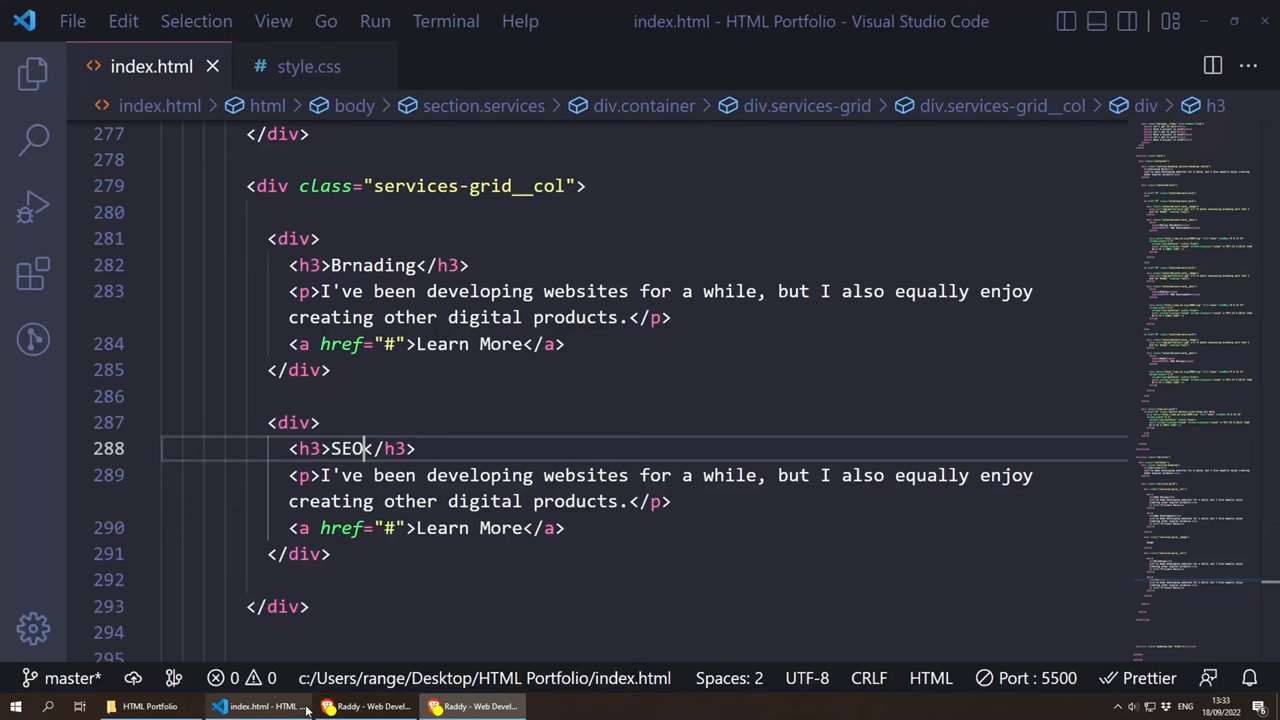 File Edit Selection View Go Run Terminal Help index.html - HTML Portfolio - Visual Studio Code
index.html style.css
index.html > html > body > section.services > div.container > div.services-grid > div.services-grid__col > div > h3
277 </div>
278
279 <div class="services-grid__col">
280
281 <div>
282 <h3>Brnading</h3>
283 <p>I've been developing websites for a while, but I also equally enjoy
creating other digital products.</p>
284 <a href="#">Learn More</a>
285 </div>
286
287 <div>
288 <h3>SEO</h3>
289 <p>I've been developing websites for a while, but I also equally enjoy
creating other digital products.</p>
290 <a href="#">Learn More</a>
291 </div>
292
293 </div>
294
295
master* 0 0 c:/Users/range/Desktop/HTML Portfolio/index.html Spaces: 2 UTF-8 CRLF HTML Port : 5500 Prettier
HTML Portfolio index.html - HTML ... Raddy - Web Devel... Raddy - Web Devel... 13:33
18/09/2022